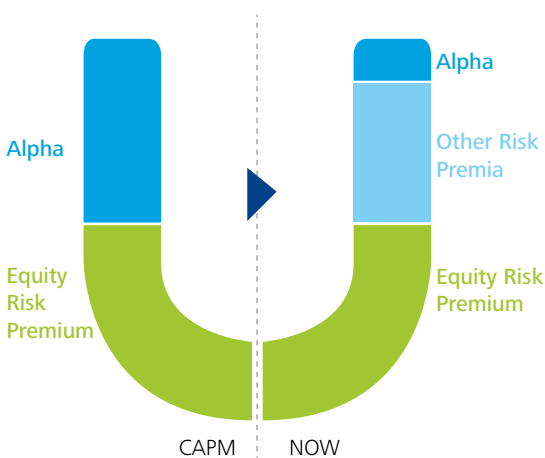 Alpha
Equity
Risk
Premium
Alpha
Other Risk
Premia
Equity Risk
Premium
CAPM
NOW